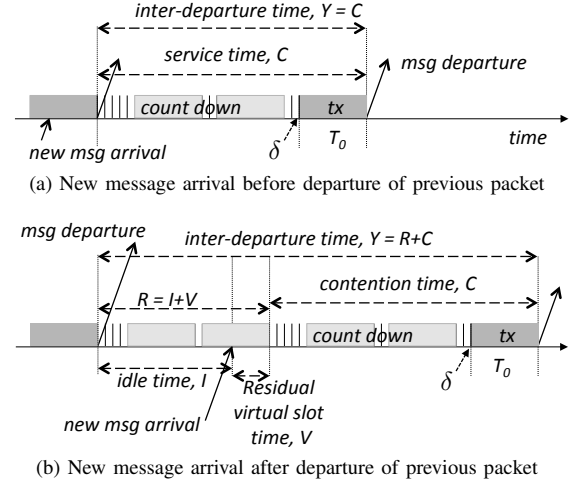 inter-departure time, Y = C
service time, C
msg departure
count down
tx
new msg arrival
δ
T0
time
(a) New message arrival before departure of previous packet
msg departure
inter-departure time, Y = R+C
contention time, C
R = I+V
count down
tx
idle time, I
Residual
virtual slot
time, V
new msg arrival
δ
T0
time
(b) New message arrival after departure of previous packet